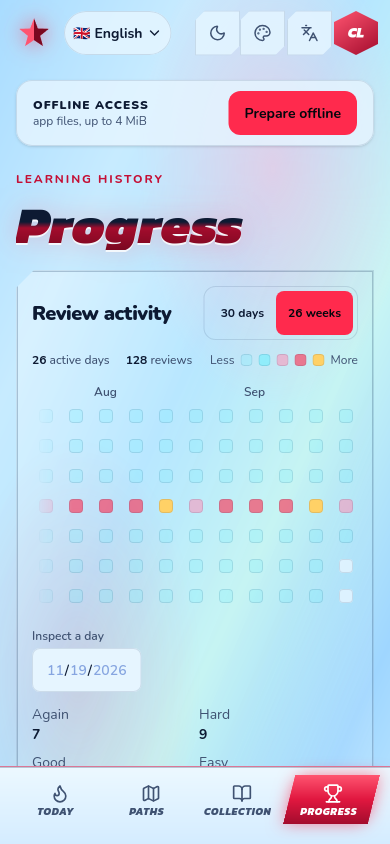 English
CL
OFFLINE ACCESS
app files, up to 4 MiB
Prepare offline
LEARNING HISTORY
Progress
Review activity
30 days
26 weeks
26 active days
128 reviews
Less
More
Aug
Sep
Inspect a day
11/19/2026
Again
Hard
7
9
Good
Easy
TODAY
PATHS
COLLECTION
PROGRESS